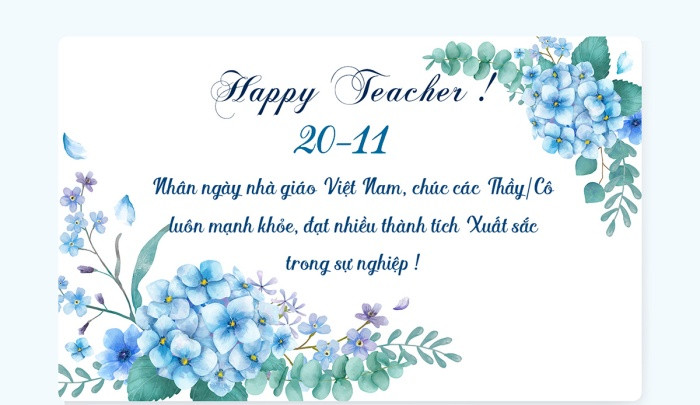 Happy Teacher !
20-11
Nhân ngày nhà giáo Việt Nam, chúc các Thầy/Cô
luôn mạnh khỏe, đạt nhiều thành tích Xuất sắc
trong sự nghiệp !